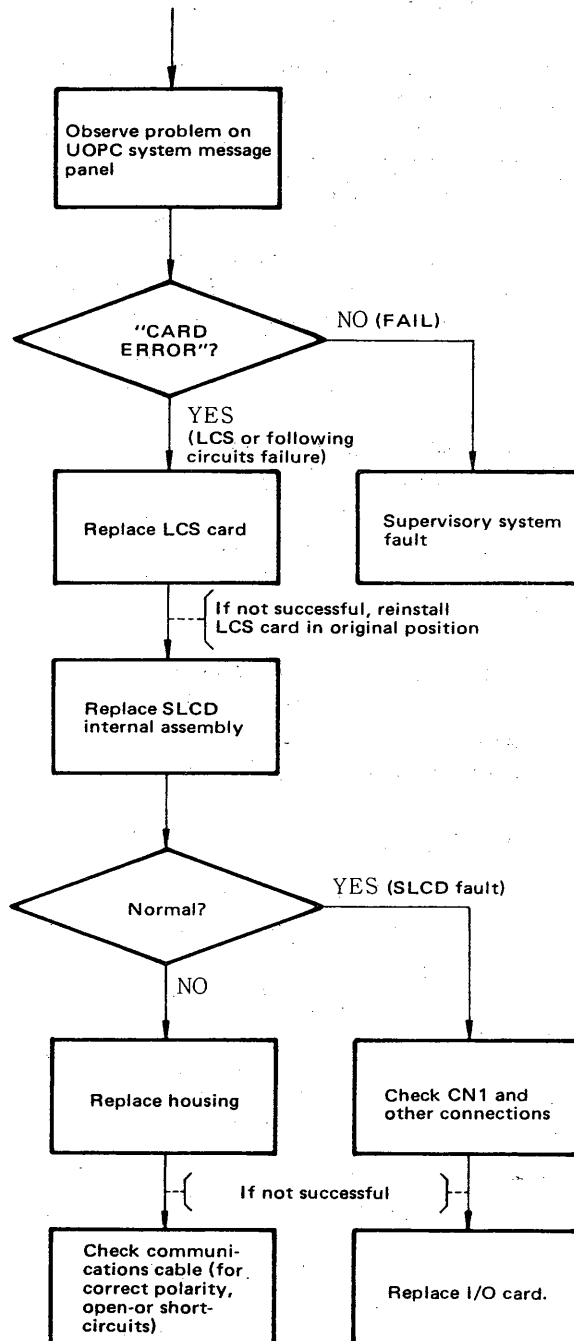 Observe problem on
UOPC system message
panel
"CARD
ERROR"?
NO (FAIL)
YES
(LCS or following
circuits failure)
Replace LCS card
Supervisory system
fault
If not successful, reinstall
LCS card in original position
Replace SLCD
internal assembly
Normal?
YES (SLCD fault)
NO
Replace housing
Check CN1 and
other connections
If not successful
Check communi-
cations cable (for
correct polarity,
open-or short-
circuits)
Replace I/O card.